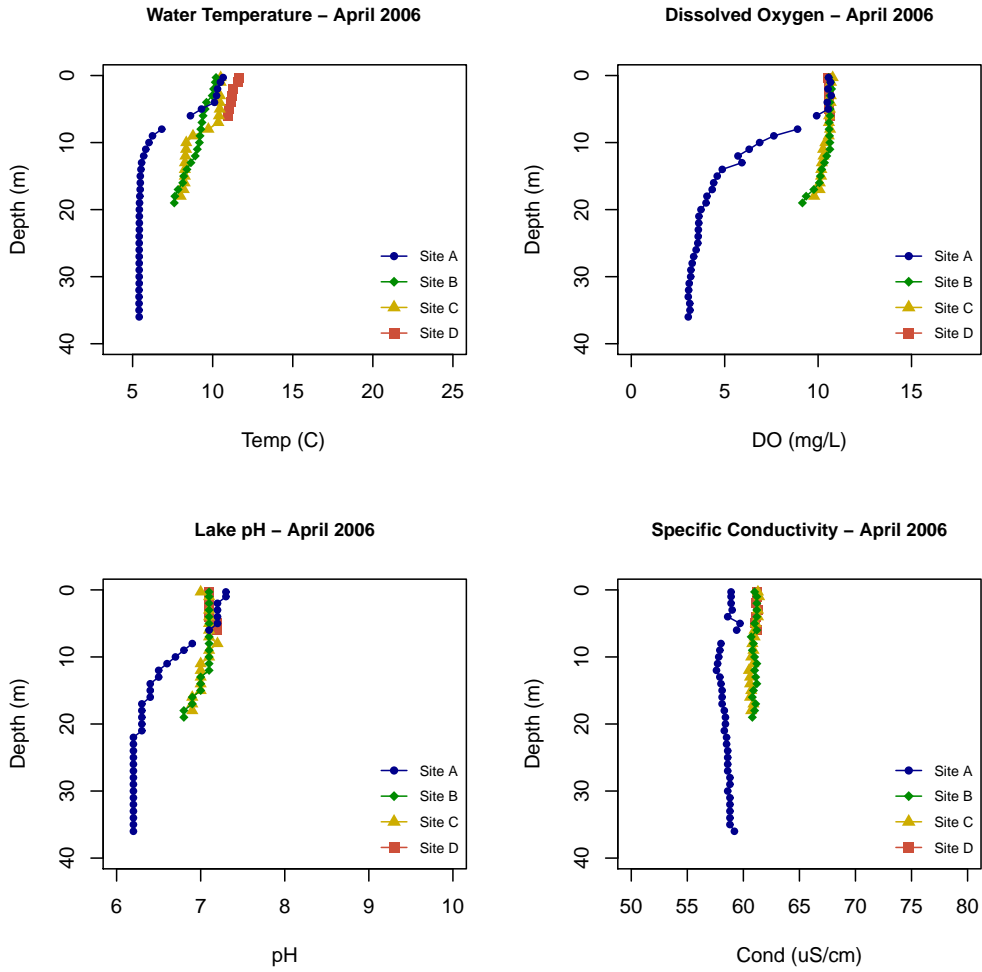 Water Temperature – April 2006
0
10
20
30
40
Depth (m)
Site A
Site B
Site C
Site D
5 10 15 20 25
Temp (C)
Dissolved Oxygen – April 2006
0
10
20
30
40
Depth (m)
Site A
Site B
Site C
Site D
0 5 10 15
DO (mg/L)
Lake pH – April 2006
0
10
20
30
40
Depth (m)
Site A
Site B
Site C
Site D
6 7 8 9 10
pH
Specific Conductivity – April 2006
0
10
20
30
40
Depth (m)
Site A
Site B
Site C
Site D
50 55 60 65 70 75 80
Cond (uS/cm)